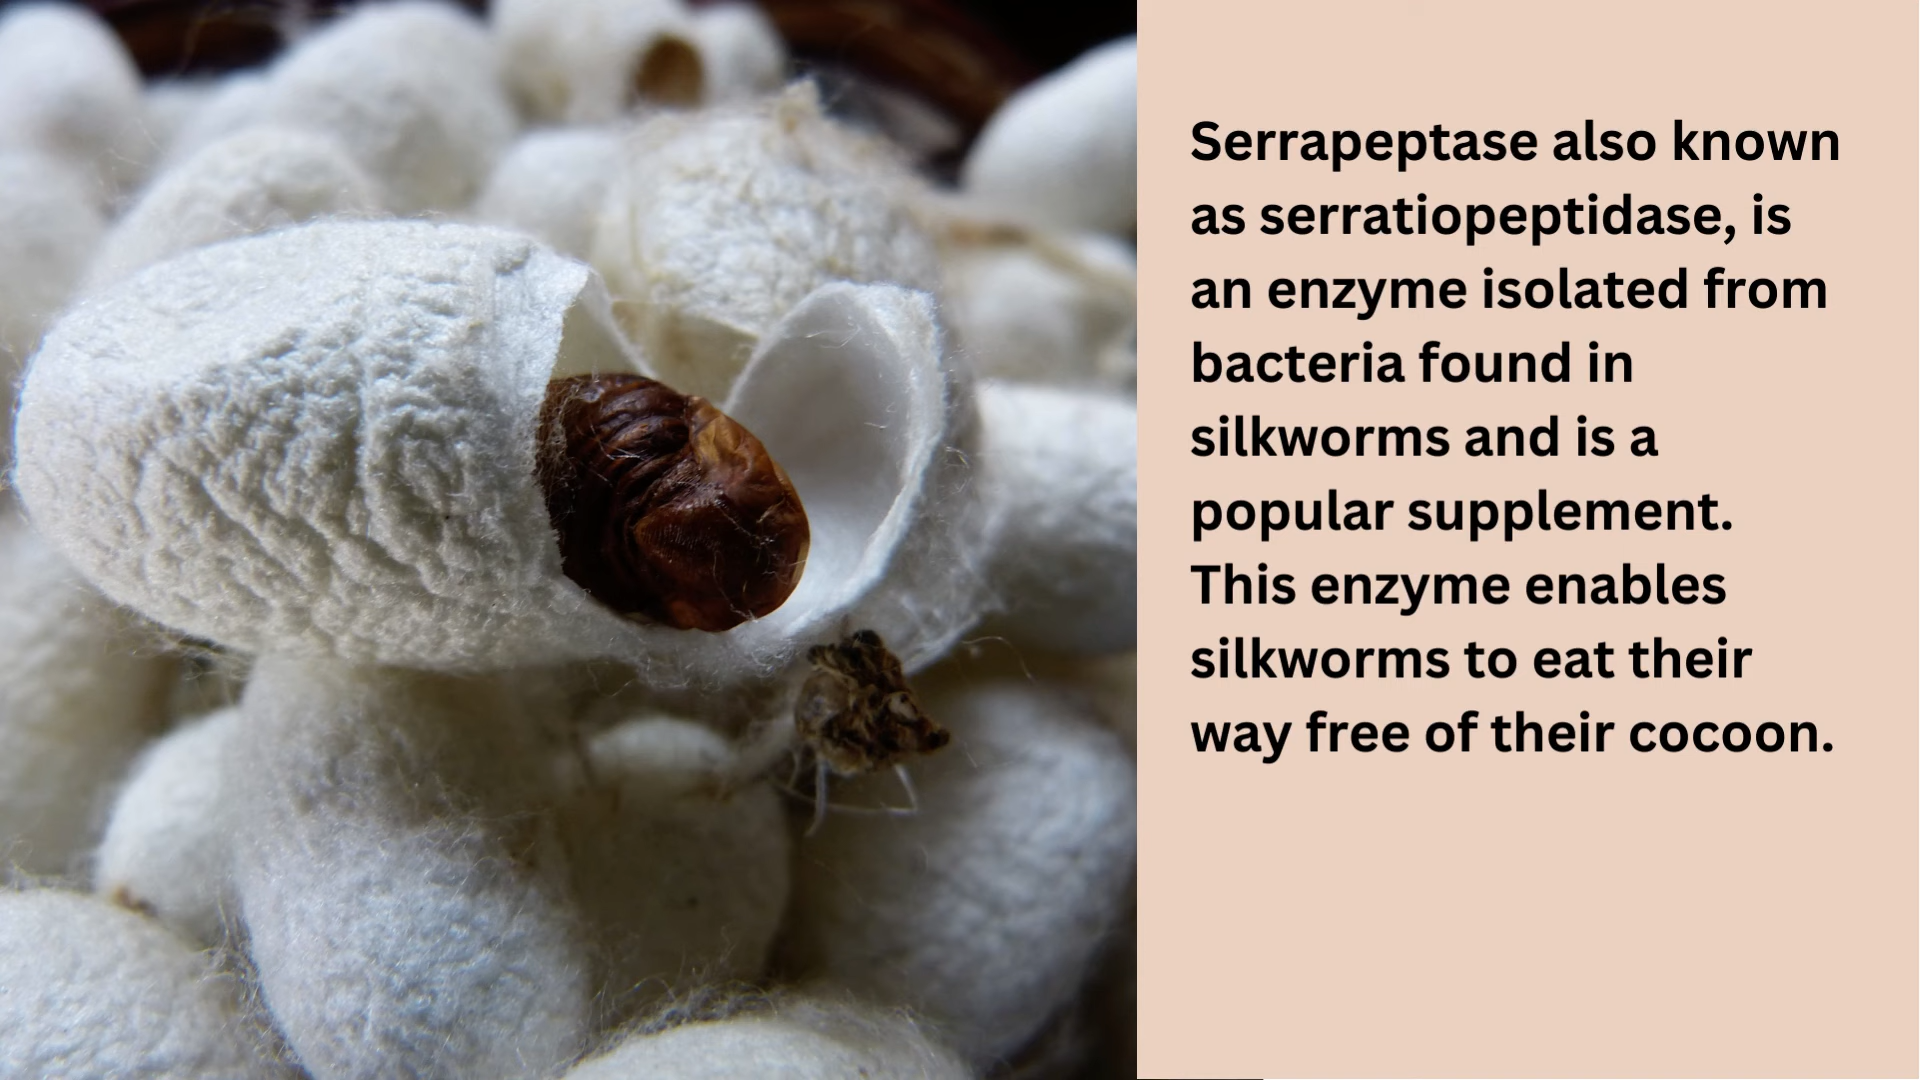 Serrapeptase also known
as serratiopeptidase, is
an enzyme isolated from
bacteria found in
silkworms and is a
popular supplement.
This enzyme enables
silkworms to eat their
way free of their cocoon.